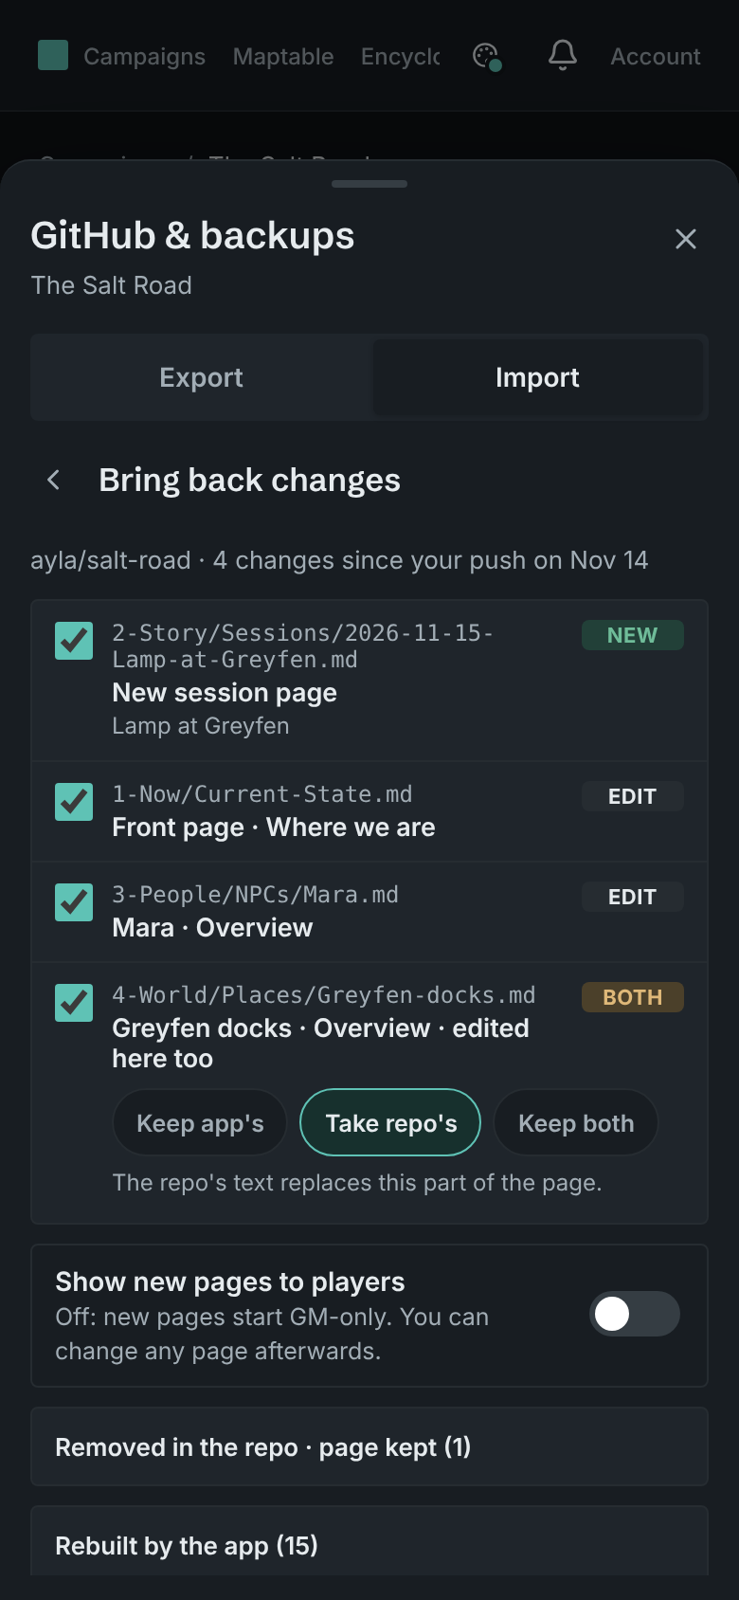 Campaigns Maptable Encyclc Account
GitHub & backups
The Salt Road
Export Import
Bring back changes
ayla/salt-road · 4 changes since your push on Nov 14
2-Story/Sessions/2026-11-15-
Lamp-at-Greyfen.md
NEW
New session page
Lamp at Greyfen
1-Now/Current-State.md
EDIT
Front page · Where we are
3-People/NPCs/Mara.md
EDIT
Mara · Overview
4-World/Places/Greyfen-docks.md
BOTH
Greyfen docks · Overview · edited
here too
Keep app's Take repo's Keep both
The repo's text replaces this part of the page.
Show new pages to players
Off: new pages start GM-only. You can
change any page afterwards.
Removed in the repo · page kept (1)
Rebuilt by the app (15)